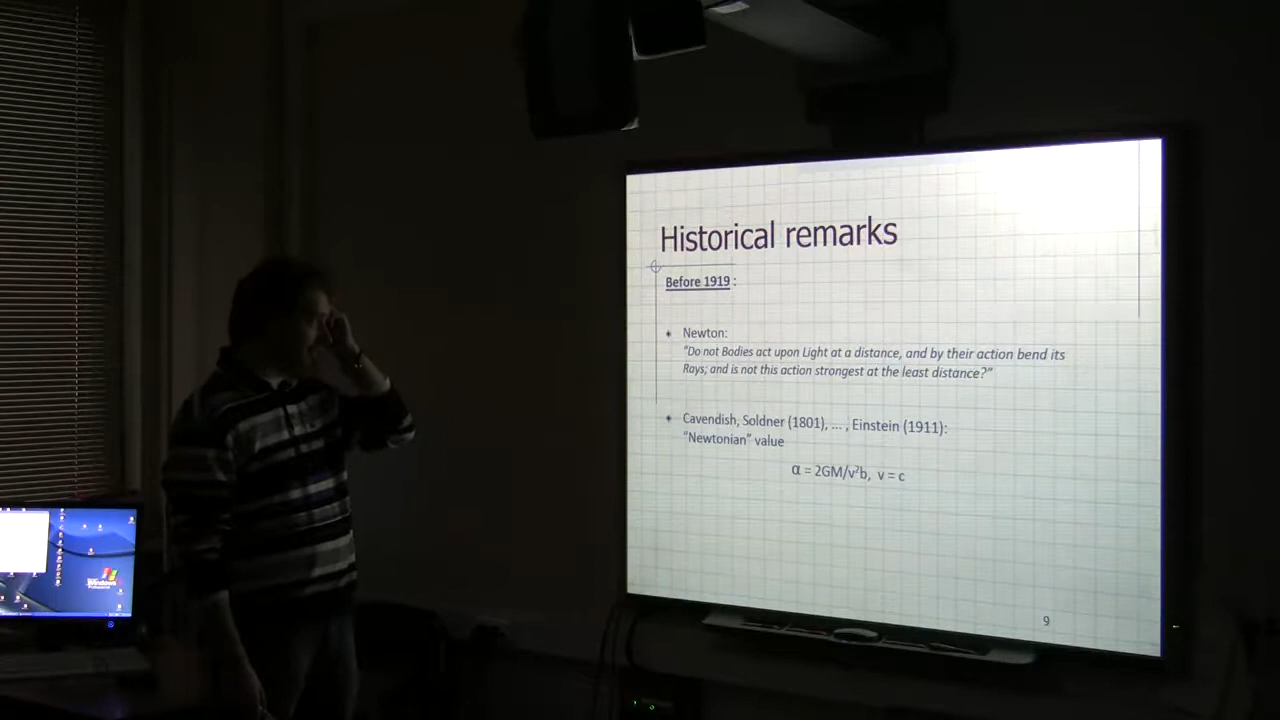 Historical remarks
Before 1919 :
Newton:
"Do not Bodies act upon Light at a distance, and by their action bend its
Rays; and is not this action strongest at the least distance?"
Cavendish, Soldner (1801), ... , Einstein (1911):
"Newtonian" value
α = 2GM/v²b, v = c
9
Windows